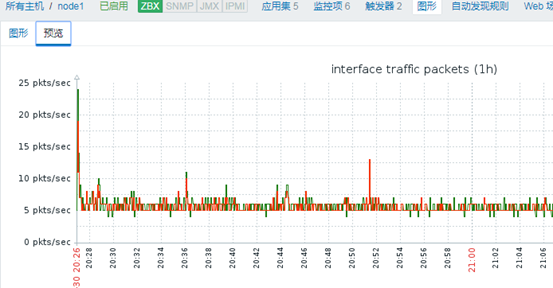 所有主机 / node1 已启用 ZBX SNMP JMX IPMI 应用集 5 监控项 6 触发器 2 图形 自动发现规则 Web
图形 预览
interface traffic packets (1h)
25 pkts/sec
20 pkts/sec
15 pkts/sec
10 pkts/sec
5 pkts/sec
0 pkts/sec
30 20:26 20:28 20:30 20:32 20:34 20:36 20:38 20:40 20:42 20:44 20:46 20:48 20:50 20:52 20:54 20:56 20:58 21:00 21:02 21:04 21:06